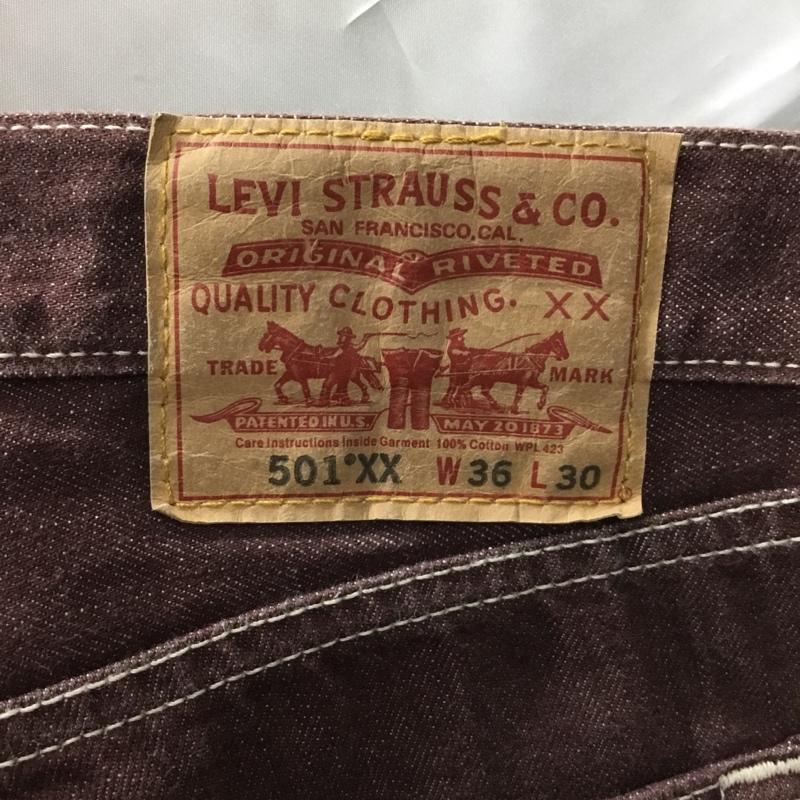 LEVI STRAUSS & CO.
SAN FRANCISCO, CAL.
ORIGINAL RIVETED
QUALITY CLOTHING. XX
TRADE MARK
PATENTED IN U.S. MAY 20 1873
Care Instructions Inside Garment 100% Cotton WPL 423
501®XX W 36 L 30